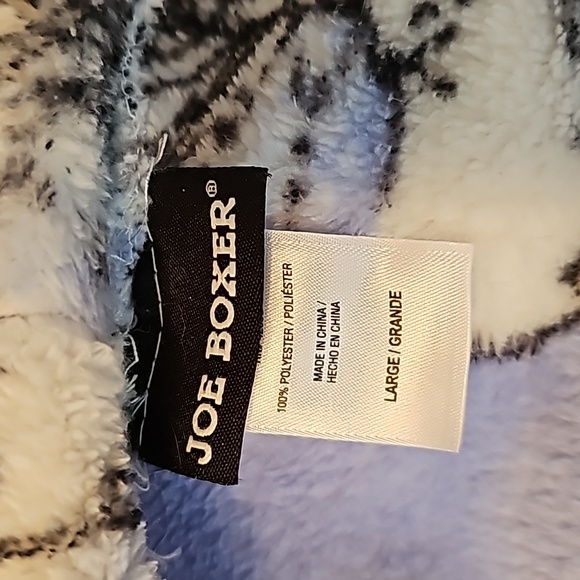 JOE BOXER®
100% POLYESTER / POLIÉSTER
MADE IN CHINA /
HECHO EN CHINA
LARGE / GRANDE